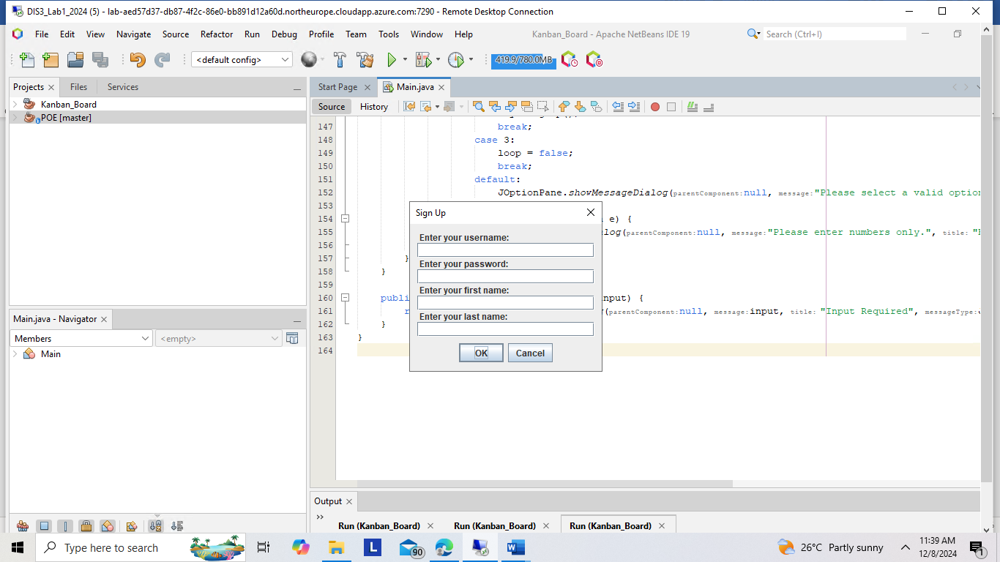 DIS3_Lab1_2024 (5) - lab-aed57d37-db87-4f2c-86e0-bb891d12a60d.northeurope.cloudapp.azure.com:7290 - Remote Desktop Connection
File Edit View Navigate Source Refactor Run Debug Profile Team Tools Window Help Kanban_Board - Apache NetBeans IDE 19 Search (Ctrl+I)
<default config> 419.9/780.0MB
Projects Files Services
Kanban_Board
POE [master]
Start Page Main.java
Source History
147 break;
148 case 3:
149 loop = false;
150 break;
151 default:
152 JOptionPane.showMessageDialog(parentComponent:null, message:"Please select a valid option
153
154 e) {
155 log(parentComponent:null, message:"Please enter numbers only.", title: "
156
157 }
158 }
159
160 publi nput) {
161 r (parentComponent:null, message:input, title: "Input Required", messageType:
162 }
163 }
164
Sign Up
Enter your username:
Enter your password:
Enter your first name:
Enter your last name:
OK Cancel
Main.java - Navigator
Members <empty>
Main
Output
Run (Kanban_Board) Run (Kanban_Board) Run (Kanban_Board)
Type here to search
L
90
26°C Partly sunny
11:39 AM
12/8/2024
1